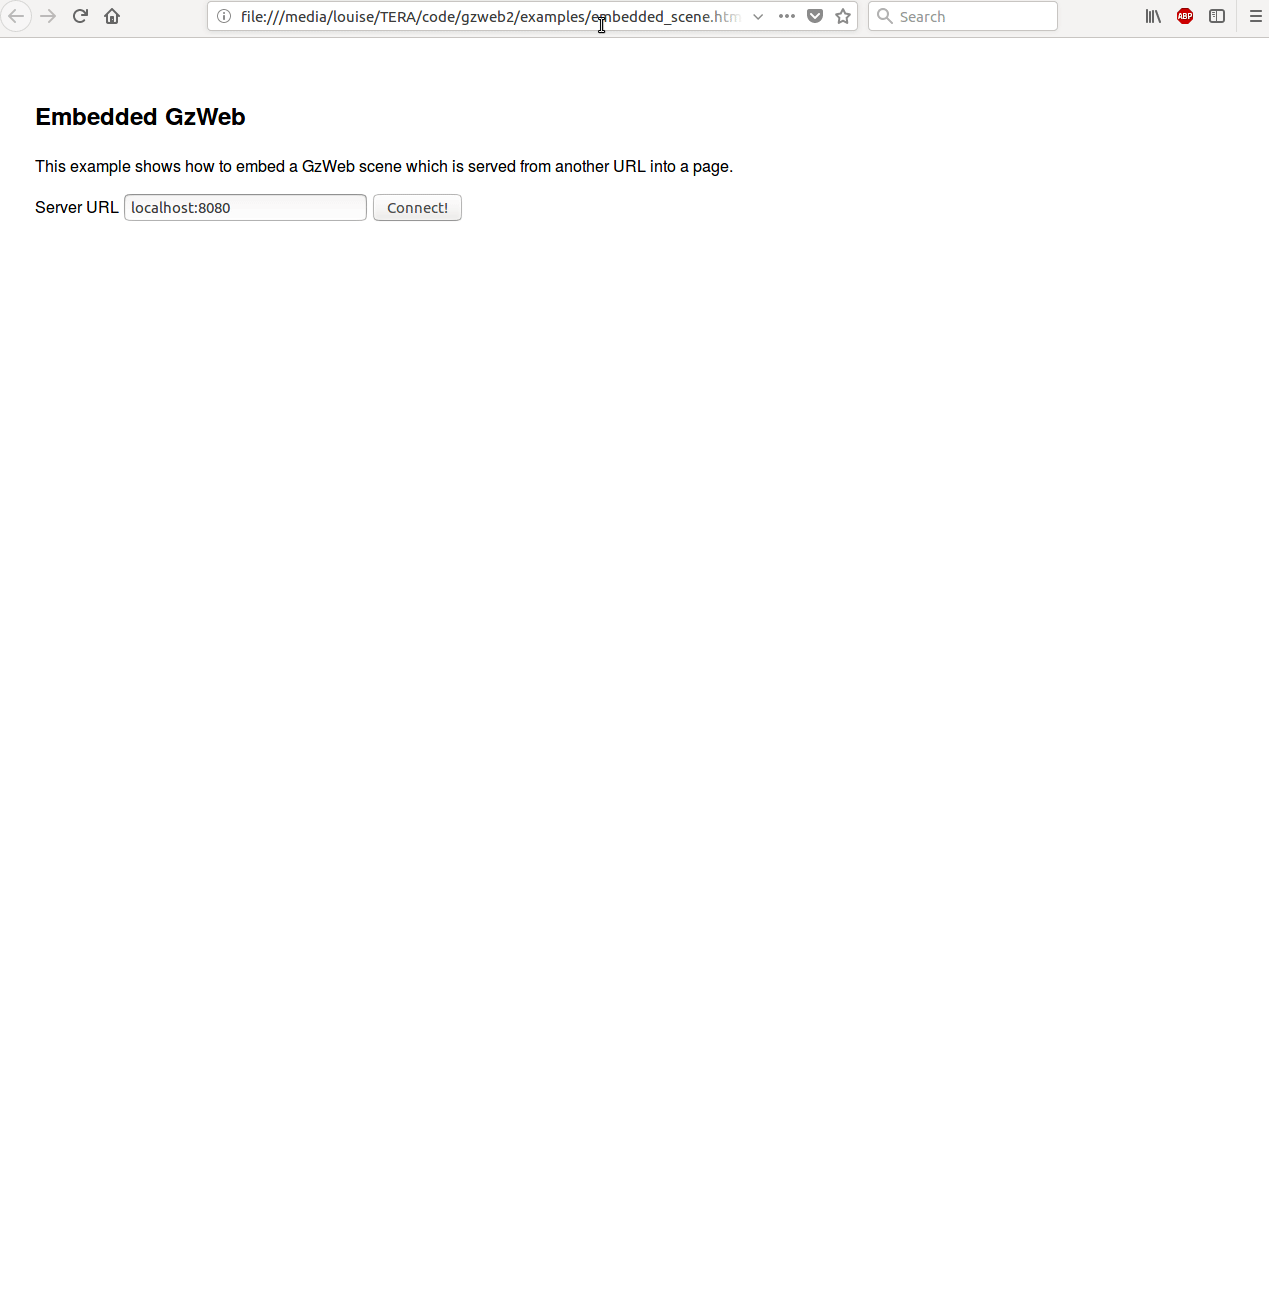 file:///media/louise/TERA/code/gzweb2/examples/embedded_scene.htm
Search
ABP
Embedded GzWeb
This example shows how to embed a GzWeb scene which is served from another URL into a page.
Server URL localhost:8080 Connect!